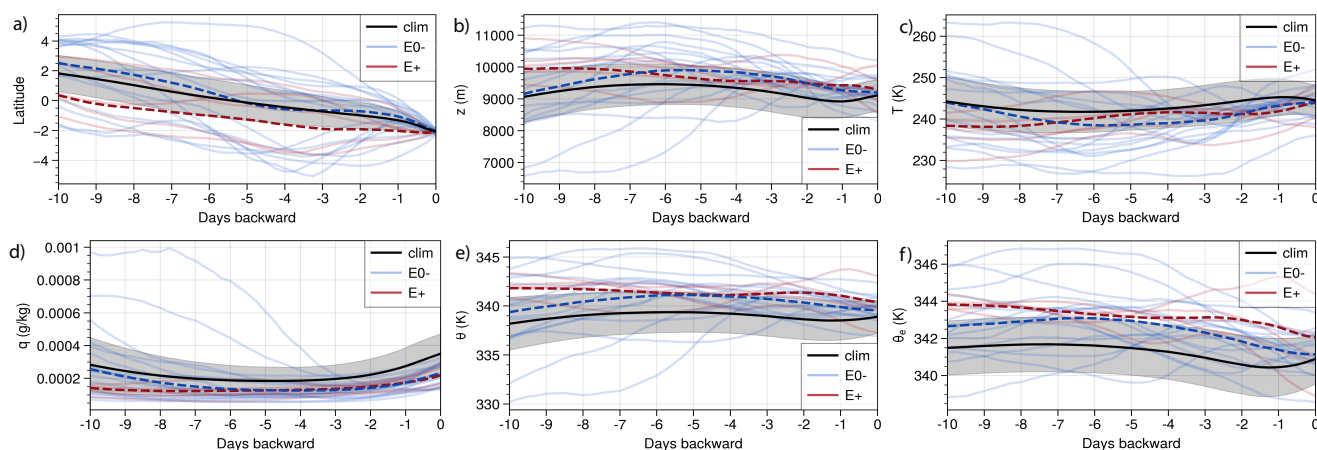 a)
4
2
0
−2
−4
Latitude
clim
E0-
E+
-10 -9 -8 -7 -6 -5 -4 -3 -2 -1 0
Days backward
b)
11000
10000
9000
8000
7000
z (m)
clim
E0-
E+
-10 -9 -8 -7 -6 -5 -4 -3 -2 -1 0
Days backward
c)
260
250
240
230
T (K)
clim
E0-
E+
-10 -9 -8 -7 -6 -5 -4 -3 -2 -1 0
Days backward
d)
0.001
0.0008
0.0006
0.0004
0.0002
q (g/kg)
clim
E0-
E+
-10 -9 -8 -7 -6 -5 -4 -3 -2 -1 0
Days backward
e)
345
340
335
330
θ (K)
clim
E0-
E+
-10 -9 -8 -7 -6 -5 -4 -3 -2 -1 0
Days backward
f)
346
344
342
340
θe (K)
clim
E0-
E+
-10 -9 -8 -7 -6 -5 -4 -3 -2 -1 0
Days backward